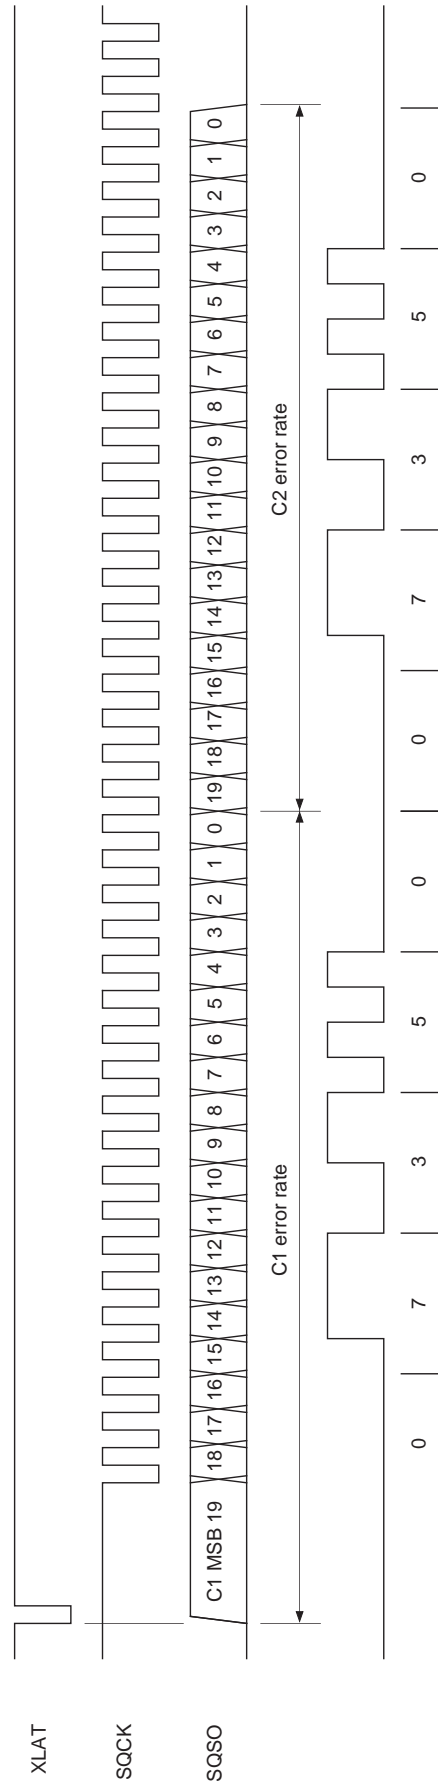 XLAT
SQCK
SQSO
C1 MSB 19 18 17 16 15 14 13 12 11 10 9 8 7 6 5 4 3 2 1 0 19 18 17 16 15 14 13 12 11 10 9 8 7 6 5 4 3 2 1 0
C1 error rate
C2 error rate
0 7 3 5 0 0 7 3 5 0